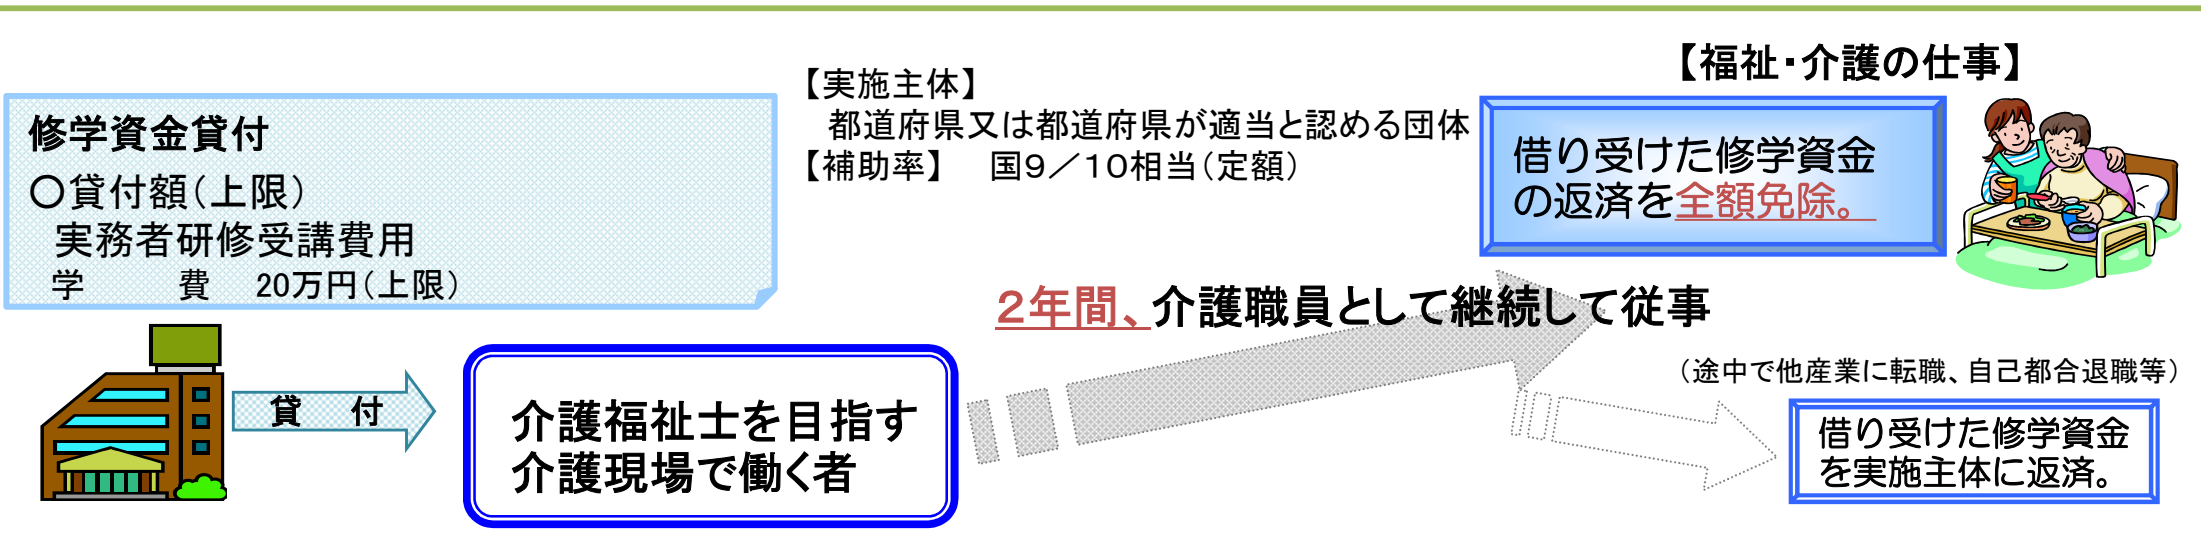 修学資金貸付
〇貸付額(上限)
実務者研修受講費用
学　　費　20万円(上限)
【実施主体】
都道府県又は都道府県が適当と認める団体
【補助率】　国9／10相当(定額)
【福祉・介護の仕事】
借り受けた修学資金
の返済を全額免除。
2年間、介護職員として継続して従事
貸　付
介護福祉士を目指す
介護現場で働く者
(途中で他産業に転職、自己都合退職等)
借り受けた修学資金
を実施主体に返済。